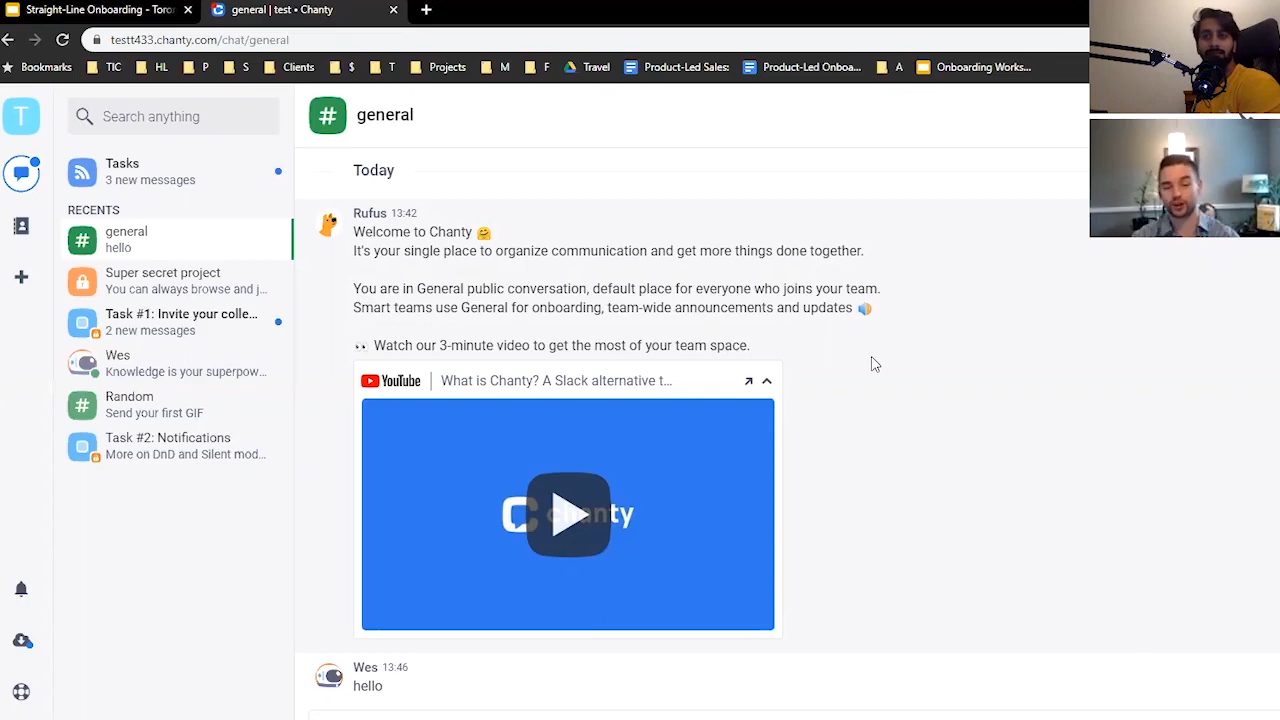 Straight-Line Onboarding - Toro
general | test • Chanty
testt433.chanty.com/chat/general
Bookmarks
TIC
HL
P
S
Clients
$
T
Projects
M
F
Travel
Product-Led Sales:
Product-Led Onboa...
A
Onboarding Works...
T
Search anything
Tasks
3 new messages
RECENTS
general
hello
Super secret project
You can always browse and j...
Task #1: Invite your colle...
2 new messages
Wes
Knowledge is your superpow...
Random
Send your first GIF
Task #2: Notifications
More on DnD and Silent mod...
# general
Today
Rufus 13:42
Welcome to Chanty 🤗
It's your single place to organize communication and get more things done together.
You are in General public conversation, default place for everyone who joins your team.
Smart teams use General for onboarding, team-wide announcements and updates 🔊
👀 Watch our 3-minute video to get the most of your team space.
YouTube | What is Chanty? A Slack alternative t...
chanty
Wes 13:46
hello